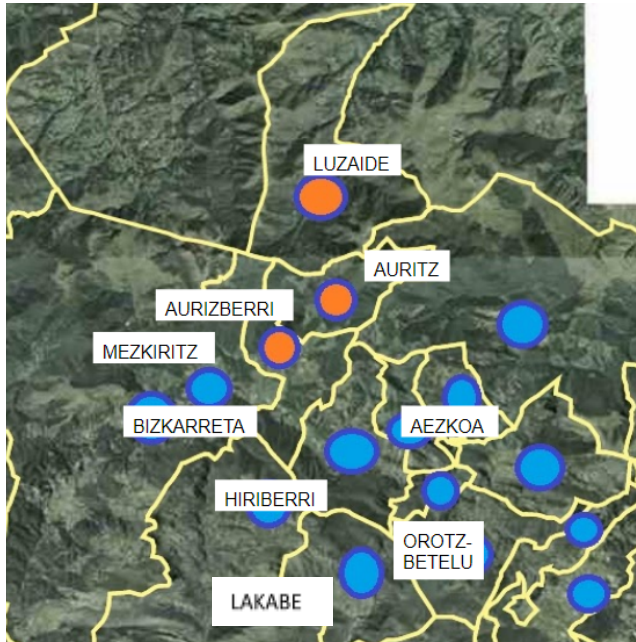 LUZAIDE
AURITZ
AURIZBERRI
MEZKIRITZ
BIZKARRETA
AEZKOA
HIRIBERRI
OROTZ-
BETELU
LAKABE